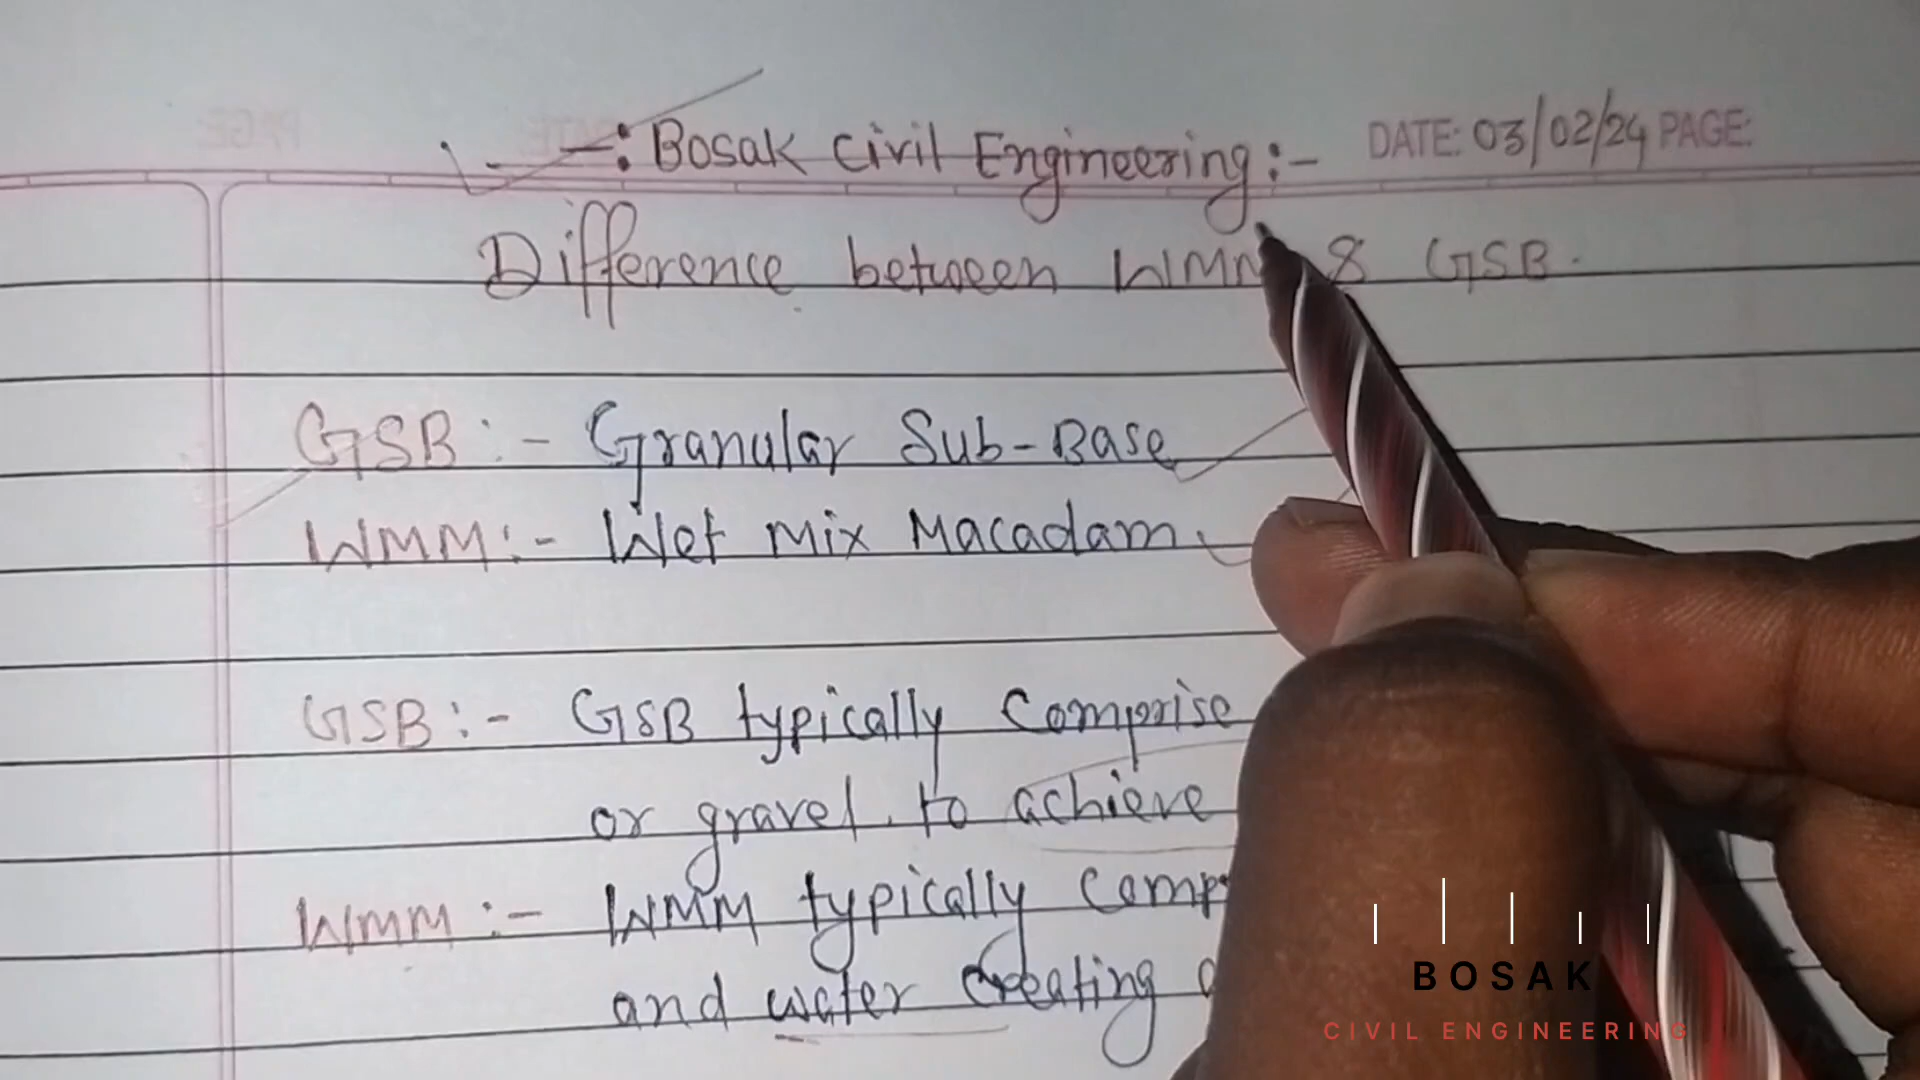 -: Bosak Civil Engineering :- DATE: 03/02/24 PAGE:
Difference between WMM & GSB.
GSB :- Granular Sub-Base
WMM :- Wet Mix Macadam
GSB :- GSB typically Comprise
or gravel. to achieve
WMM :- WMM typically
and water creating
BOSAK
CIVIL ENGINEERING